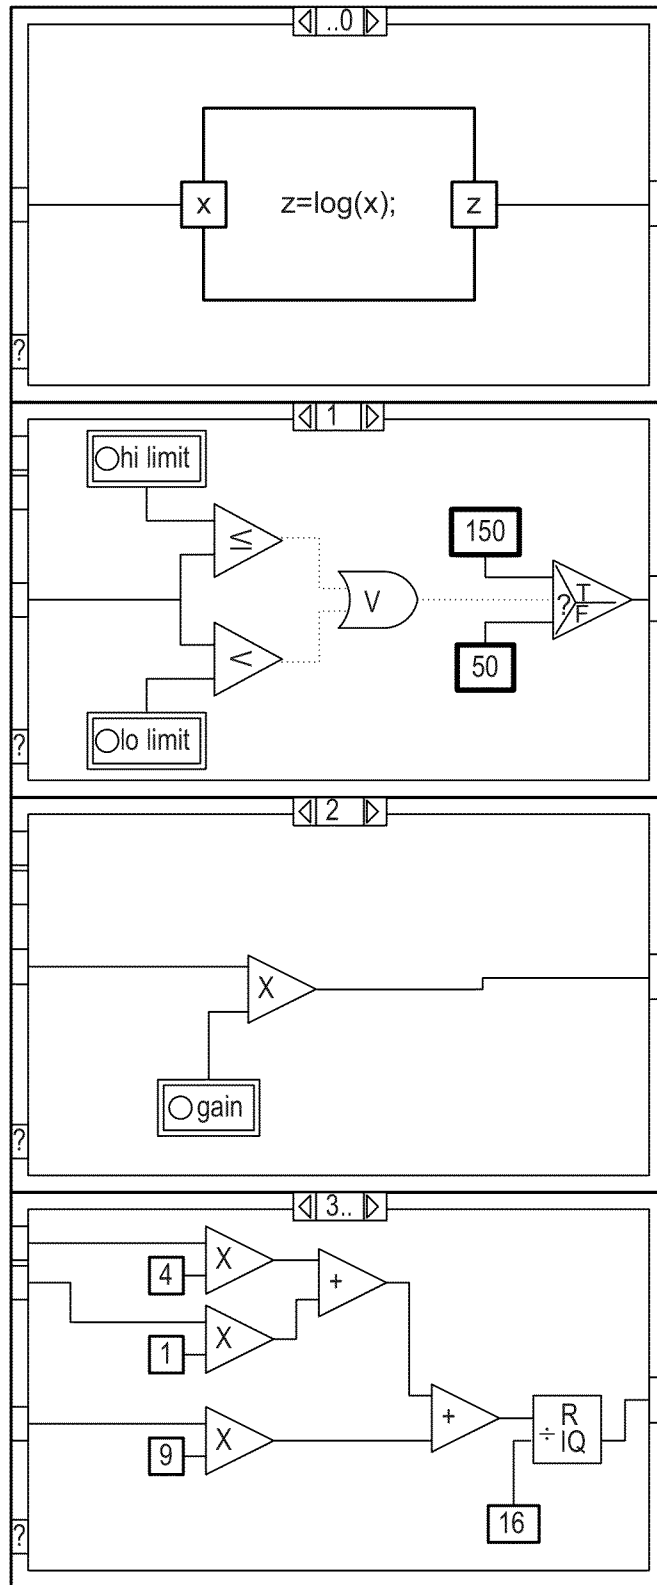 ..0
x z=log(x); z
?
1
hi limit
≤
150
V
? T
F
<
50
lo limit
?
2
X
gain
?
3..
X
4
+
X
1
+
R
÷ IQ
X
9
16
?